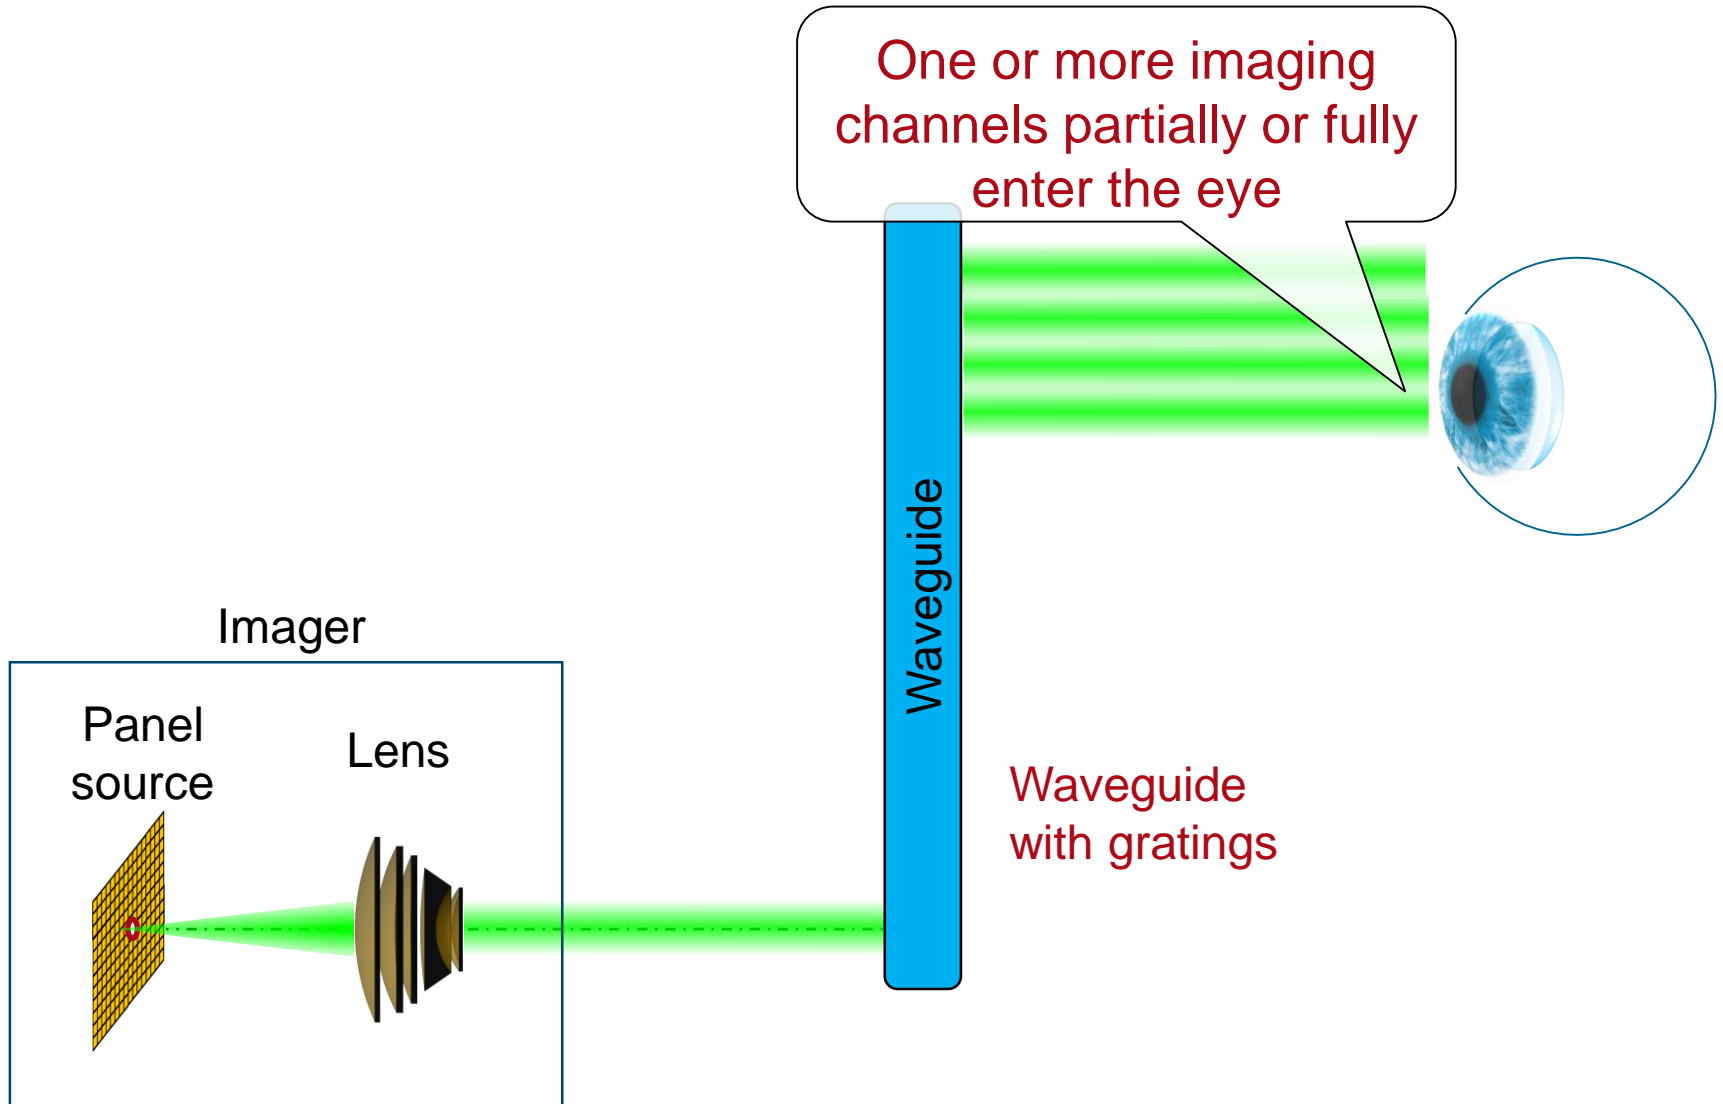 One or more imaging
channels partially or fully
enter the eye
Waveguide
Imager
Panel
source
Lens
Waveguide
with gratings